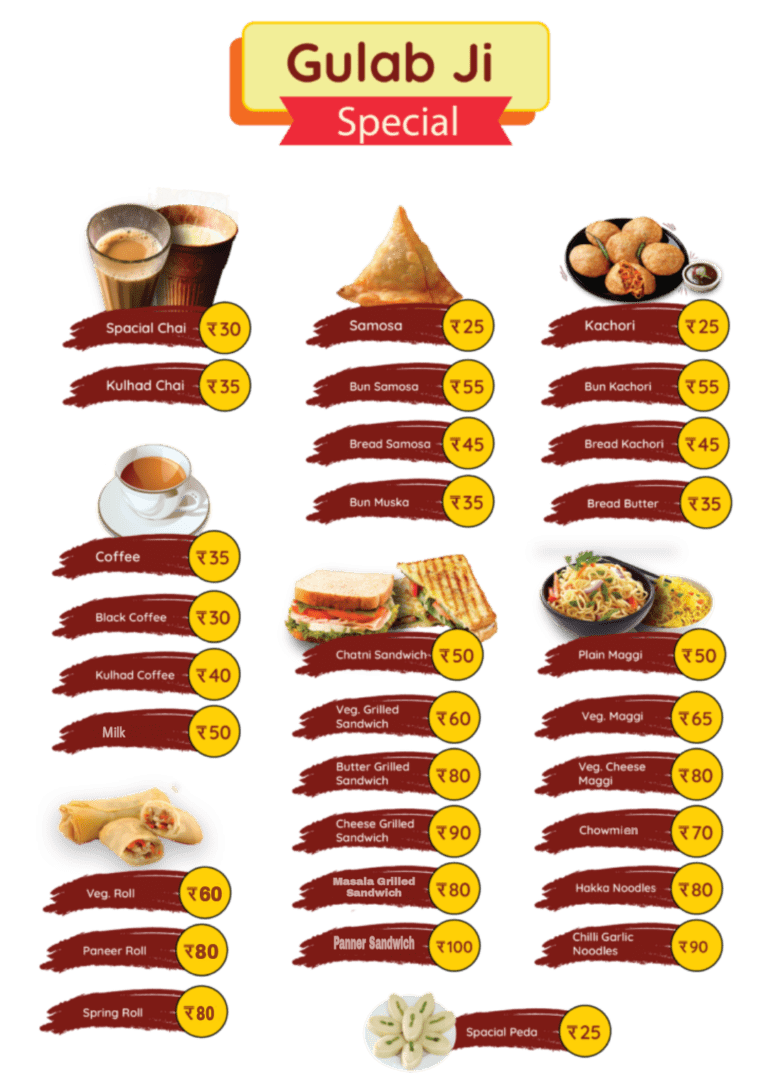 Gulab Ji
Special
Spacial Chai ₹30
Kulhad Chai ₹35
Coffee ₹35
Black Coffee ₹30
Kulhad Coffee ₹40
Milk ₹50
Veg. Roll ₹60
Paneer Roll ₹80
Spring Roll ₹80
Samosa ₹25
Bun Samosa ₹55
Bread Samosa ₹45
Bun Muska ₹35
Chatni Sandwich ₹50
Veg. Grilled
Sandwich ₹60
Butter Grilled
Sandwich ₹80
Cheese Grilled
Sandwich ₹90
Masala Grilled
Sandwich ₹80
Panner Sandwich ₹100
Kachori ₹25
Bun Kachori ₹55
Bread Kachori ₹45
Bread Butter ₹35
Plain Maggi ₹50
Veg. Maggi ₹65
Veg. Cheese
Maggi ₹80
Chowmien ₹70
Hakka Noodles ₹80
Chilli Garlic
Noodles ₹90
Spacial Peda ₹25